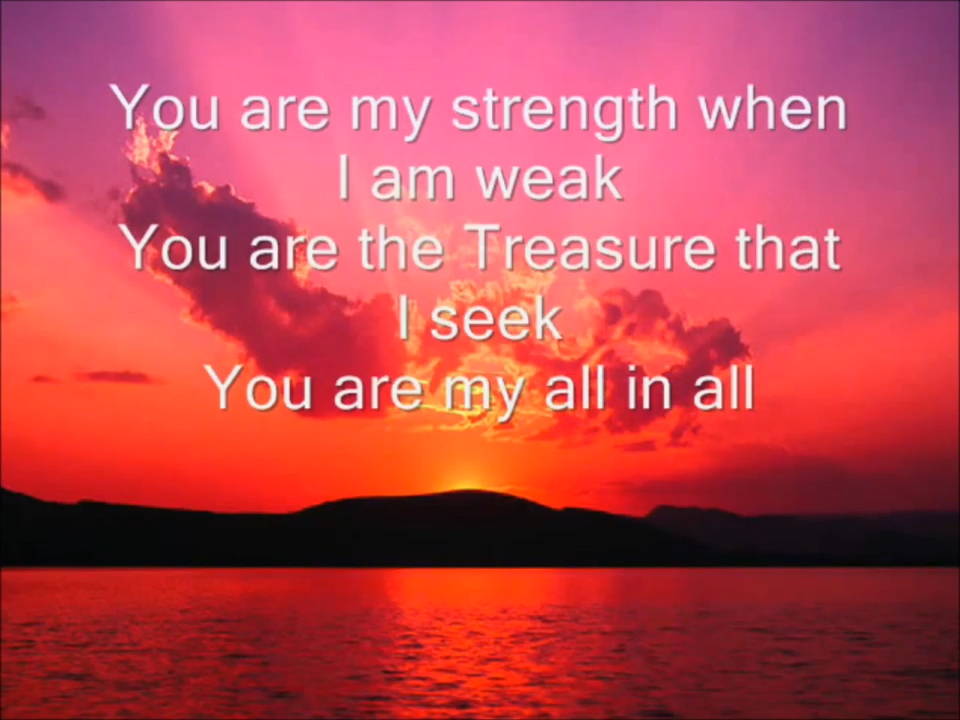 You are my strength when
I am weak
You are the Treasure that
I seek
You are my all in all